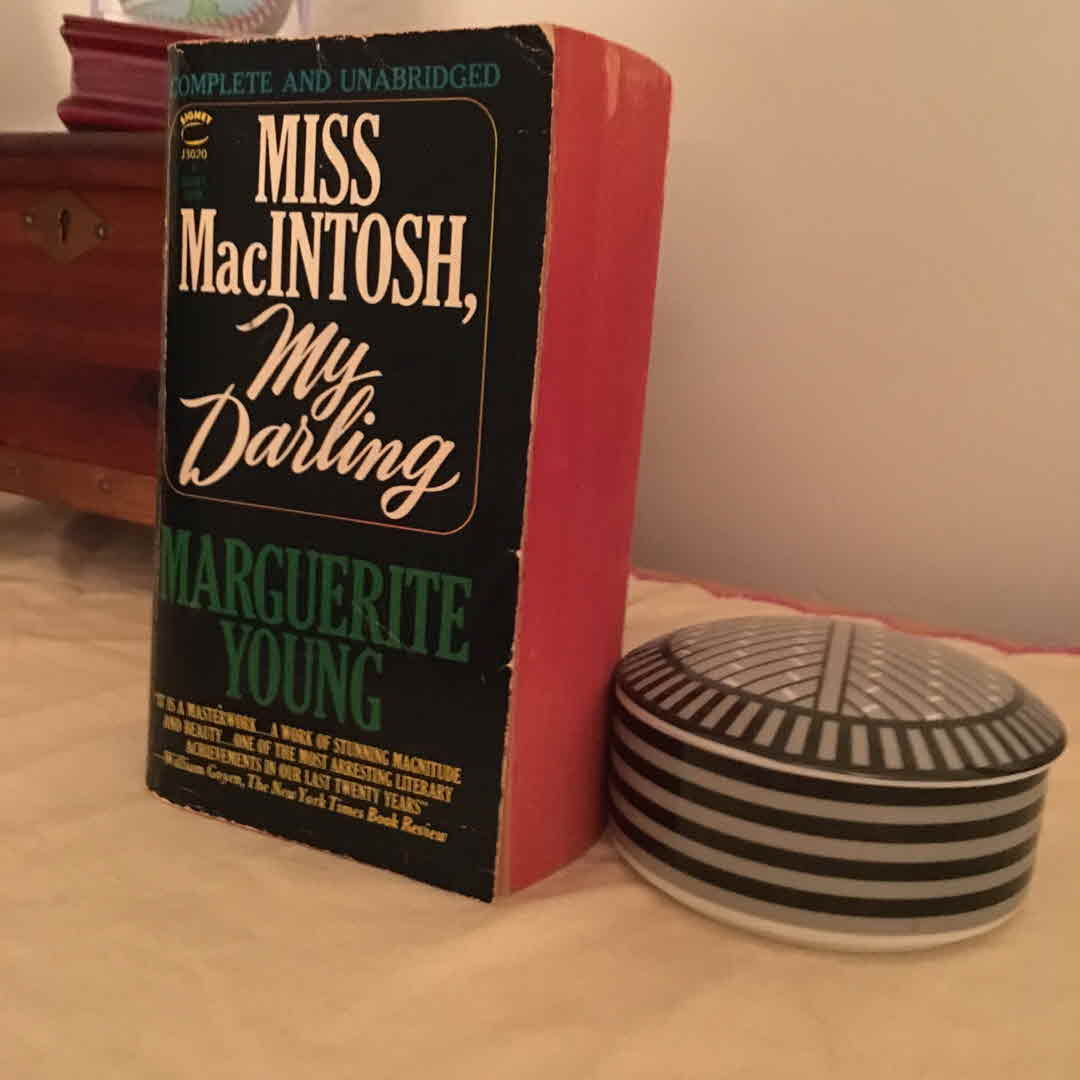 COMPLETE AND UNABRIDGED
SIGNET
J3020
MISS
MacINTOSH,
My
Darling
MARGUERITE
YOUNG
"IT IS A MASTERWORK...A WORK OF STUNNING MAGNITUDE
AND BEAUTY...ONE OF THE MOST ARRESTING LITERARY
ACHIEVEMENTS IN OUR LAST TWENTY YEARS"
—William Goyen, The New York Times Book Review